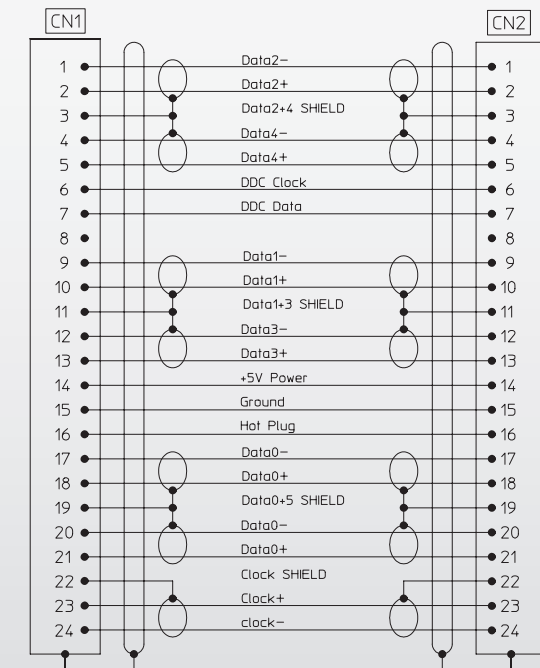 CN1 CN2
1 Data2- 1
2 Data2+ 2
3 Data2+4 SHIELD 3
4 Data4- 4
5 Data4+ 5
6 DDC Clock 6
7 DDC Data 7
8 8
9 Data1- 9
10 Data1+ 10
11 Data1+3 SHIELD 11
12 Data3- 12
13 Data3+ 13
14 +5V Power 14
15 Ground 15
16 Hot Plug 16
17 Data0- 17
18 Data0+ 18
19 Data0+5 SHIELD 19
20 Data0- 20
21 Data0+ 21
22 Clock SHIELD 22
23 Clock+ 23
24 clock- 24